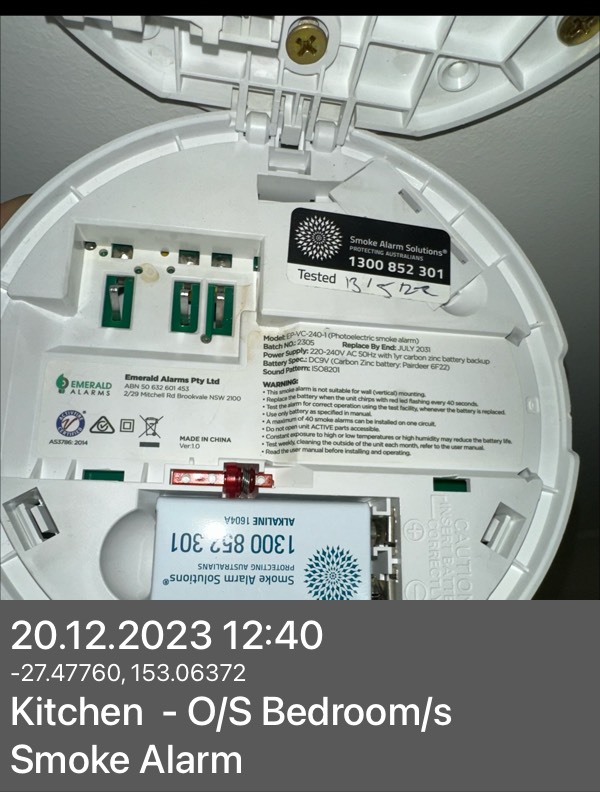 Smoke Alarm Solutions®
PROTECTING AUSTRALIANS
1300 852 301
Tested 13/5/22
Model: EP-VC-240-1 (Photoelectric smoke alarm)
Batch NO.: 2305 Replace By End: JULY 2031
Power Supply: 220-240V AC 50Hz with 1yr carbon zinc battery backup
Battery Spec.: DC9V (Carbon Zinc battery: Pairdeer 6F22)
Sound Pattern: ISO8201
WARNING:
• This smoke alarm is not suitable for wall (vertical) mounting.
• Replace the battery when the unit chirps with red led flashing every 40 seconds.
• Test the alarm for correct operation using the test facility, whenever the battery is replaced.
• Use only battery as specified in manual.
• A maximum of 40 smoke alarms can be installed on one circuit.
• Do not open unit ACTIVE parts accessible.
• Constant exposure to high or low temperatures or high humidity may reduce the battery life.
• Test weekly, cleaning the outside of the unit each month, refer to the user manual.
• Read the user manual before installing and operating.
EMERALD
ALARMS
Emerald Alarms Pty Ltd
ABN 50 632 601 453
2/29 Mitchell Rd Brookvale NSW 2100
AS3786: 2014
MADE IN CHINA
Ver:1.0
Smoke Alarm Solutions®
PROTECTING AUSTRALIANS
1300 852 301
ALKALINE 1604A
CAUTION
INSERT BATTERY
CORRECTLY
20.12.2023 12:40
-27.47760, 153.06372
Kitchen - O/S Bedroom/s
Smoke Alarm